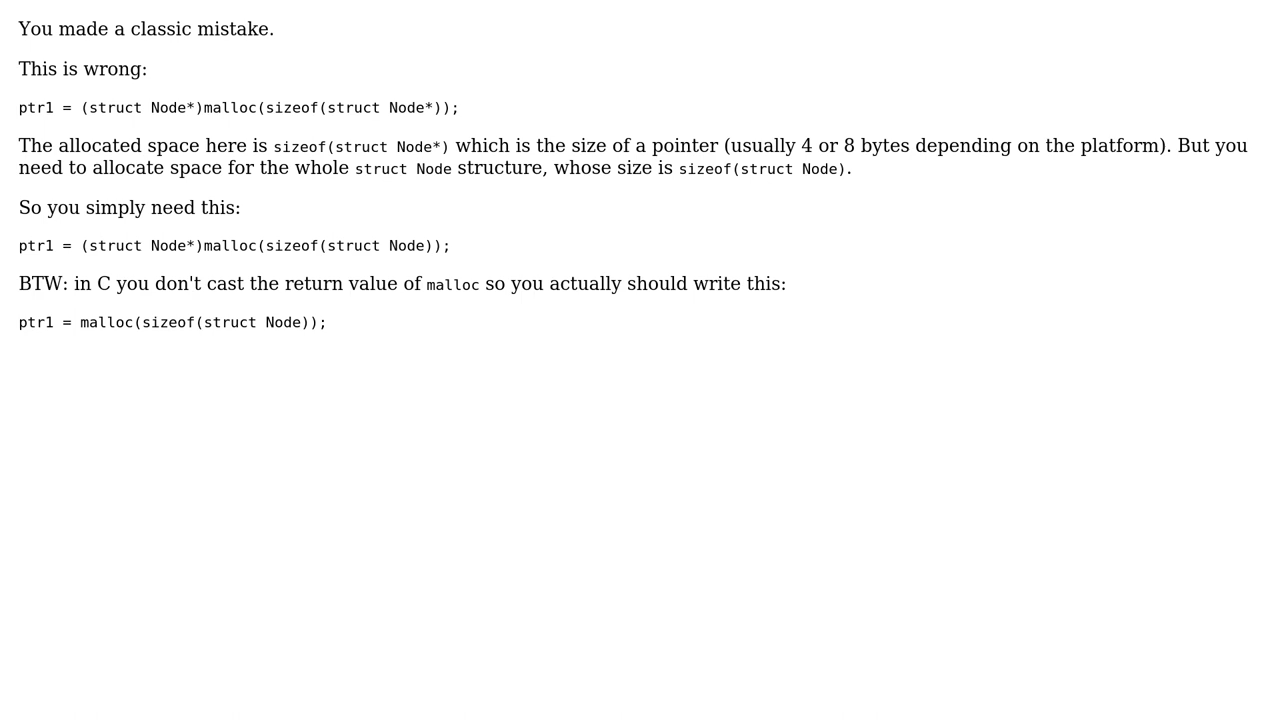 You made a classic mistake.
This is wrong:
ptr1 = (struct Node*)malloc(sizeof(struct Node*));
The allocated space here is sizeof(struct Node*) which is the size of a pointer (usually 4 or 8 bytes depending on the platform). But you
need to allocate space for the whole struct Node structure, whose size is sizeof(struct Node).
So you simply need this:
ptr1 = (struct Node*)malloc(sizeof(struct Node));
BTW: in C you don't cast the return value of malloc so you actually should write this:
ptr1 = malloc(sizeof(struct Node));